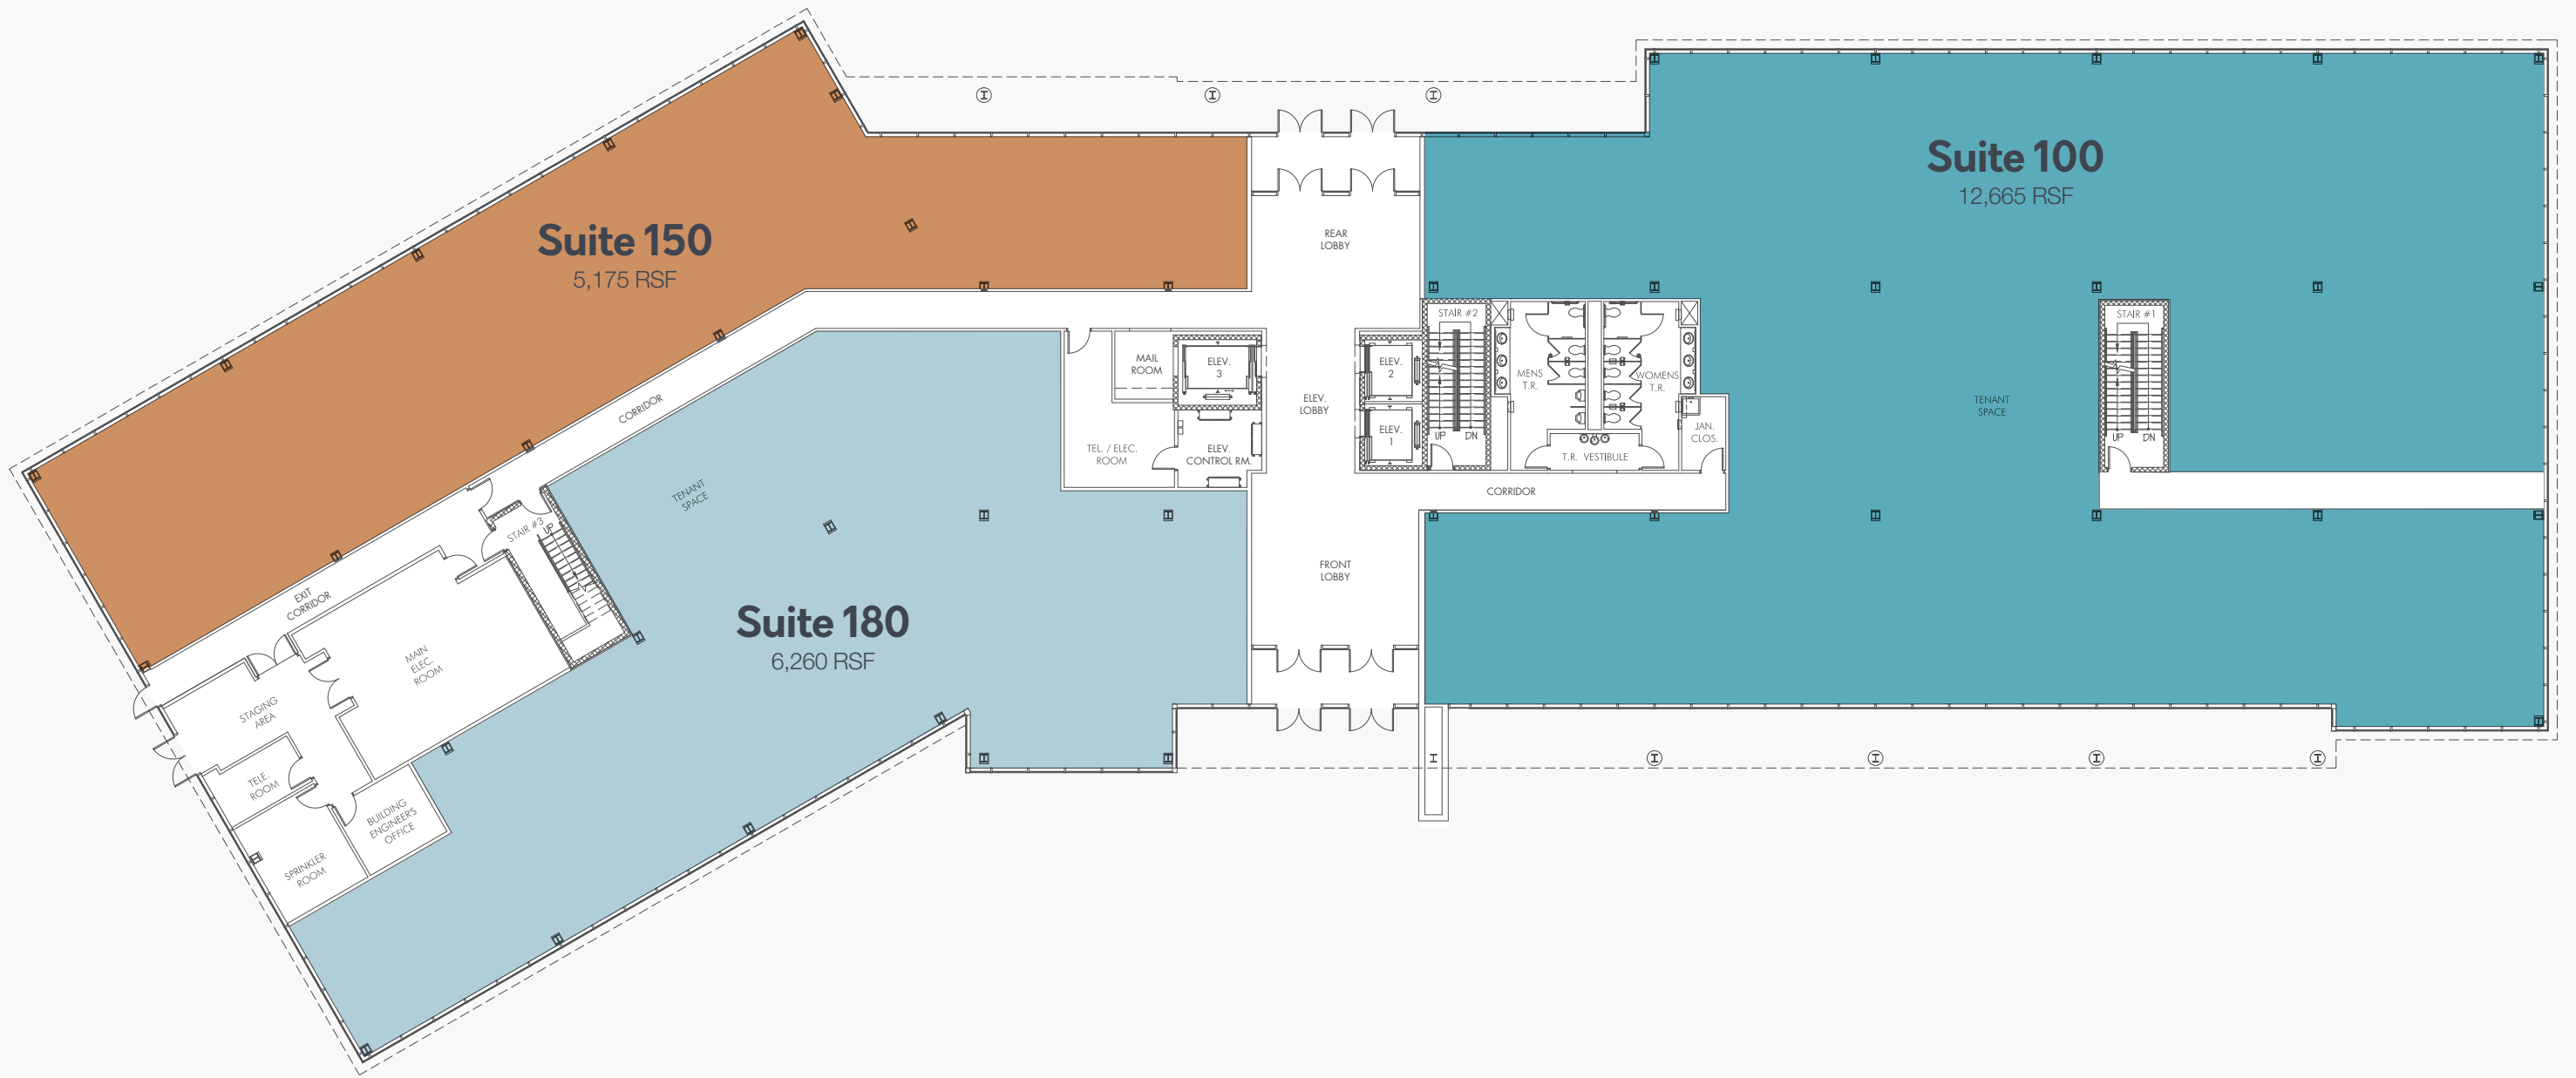 Suite 150
5,175 RSF
Suite 100
12,665 RSF
REAR
LOBBY
STAIR #2
STAIR #1
MAIL
ROOM
ELEV.
3
ELEV.
2
MENS
T.R.
WOMENS
T.R.
CORRIDOR
ELEV.
LOBBY
TENANT
SPACE
ELEV.
1
UP
DN
JAN.
CLOS.
UP
DN
TEL. / ELEC.
ROOM
ELEV.
CONTROL RM.
T.R. VESTIBULE
TENANT
SPACE
CORRIDOR
STAIR #3
UP
FRONT
LOBBY
EXIT
CORRIDOR
Suite 180
6,260 RSF
MAIN
ELEC.
ROOM
STAGING
AREA
TELE.
ROOM
BUILDING
ENGINEER'S
OFFICE
SPRINKLER
ROOM